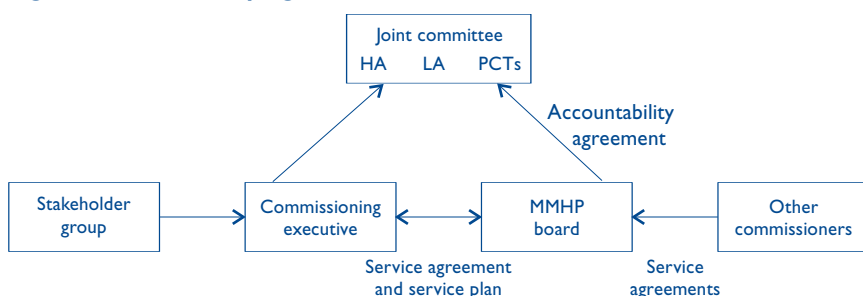 Joint committee
HA LA PCTs
Accountability
agreement
Stakeholder
group
Commissioning
executive
MMHP
board
Other
commissioners
Service agreement
and service plan
Service
agreements